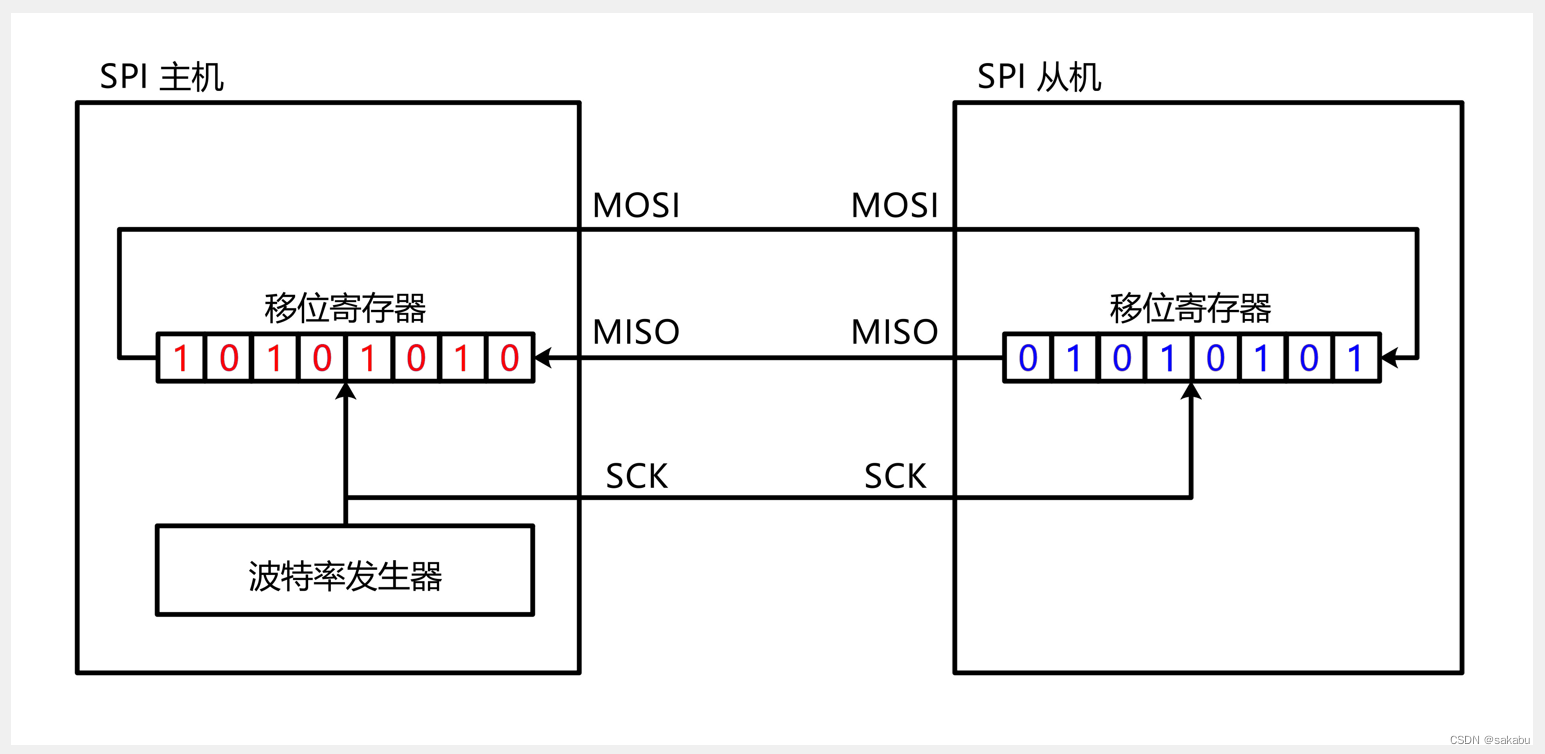 SPI 主机 SPI 从机
MOSI MOSI
移位寄存器 移位寄存器
MISO MISO
1 0 1 0 1 0 1 0 0 1 0 1 0 1 0 1
SCK SCK
波特率发生器
CSDN @sakabu